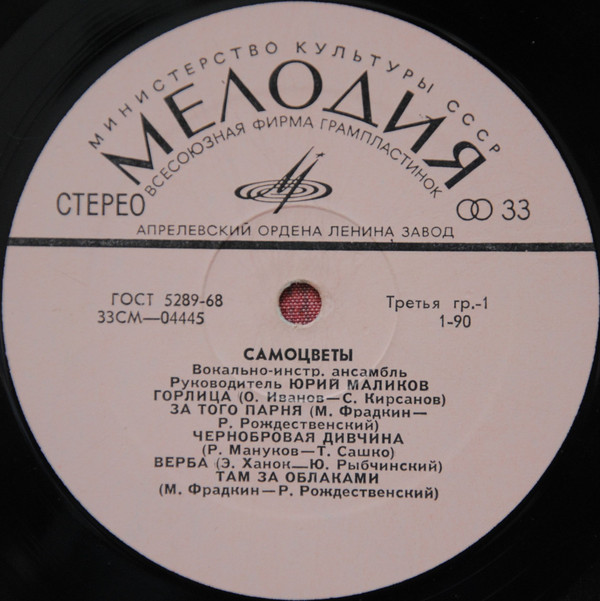 МИНИСТЕРСТВО КУЛЬТУРЫ СССР
МЕЛОДИЯ
ВСЕСОЮЗНАЯ ФИРМА ГРАМПЛАСТИНОК
СТЕРЕО
33
АПРЕЛЕВСКИЙ ОРДЕНА ЛЕНИНА ЗАВОД
ГОСТ 5289-68
Третья гр.-1
33СМ—04445
1-90
САМОЦВЕТЫ
Вокально-инстр. ансамбль
Руководитель ЮРИЙ МАЛИКОВ
ГОРЛИЦА (О. Иванов—С. Кирсанов)
ЗА ТОГО ПАРНЯ (М. Фрадкин—
Р. Рождественский)
ЧЕРНОБРОВАЯ ДИВЧИНА
(Р. Мануков—Т. Сашко)
ВЕРБА (Э. Ханок—Ю. Рыбчинский)
ТАМ ЗА ОБЛАКАМИ
(М. Фрадкин—Р. Рождественский)